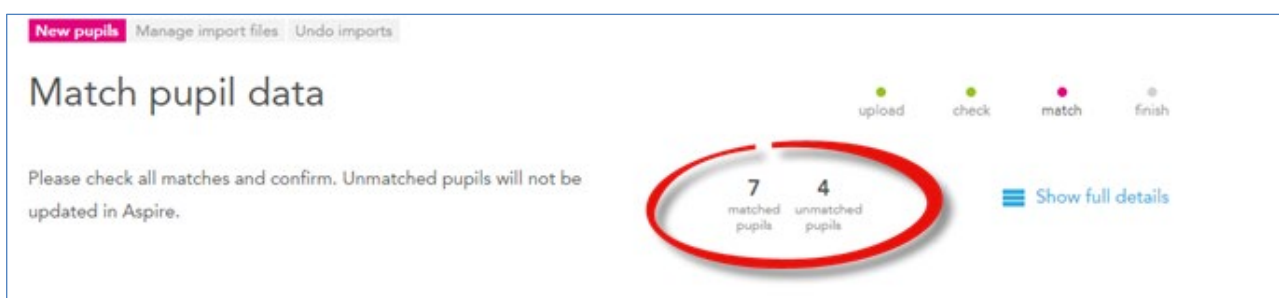 New pupils Manage import files Undo imports
Match pupil data
upload check match finish
Please check all matches and confirm. Unmatched pupils will not be
updated in Aspire.
7 4
matched unmatched
pupils pupils
Show full details